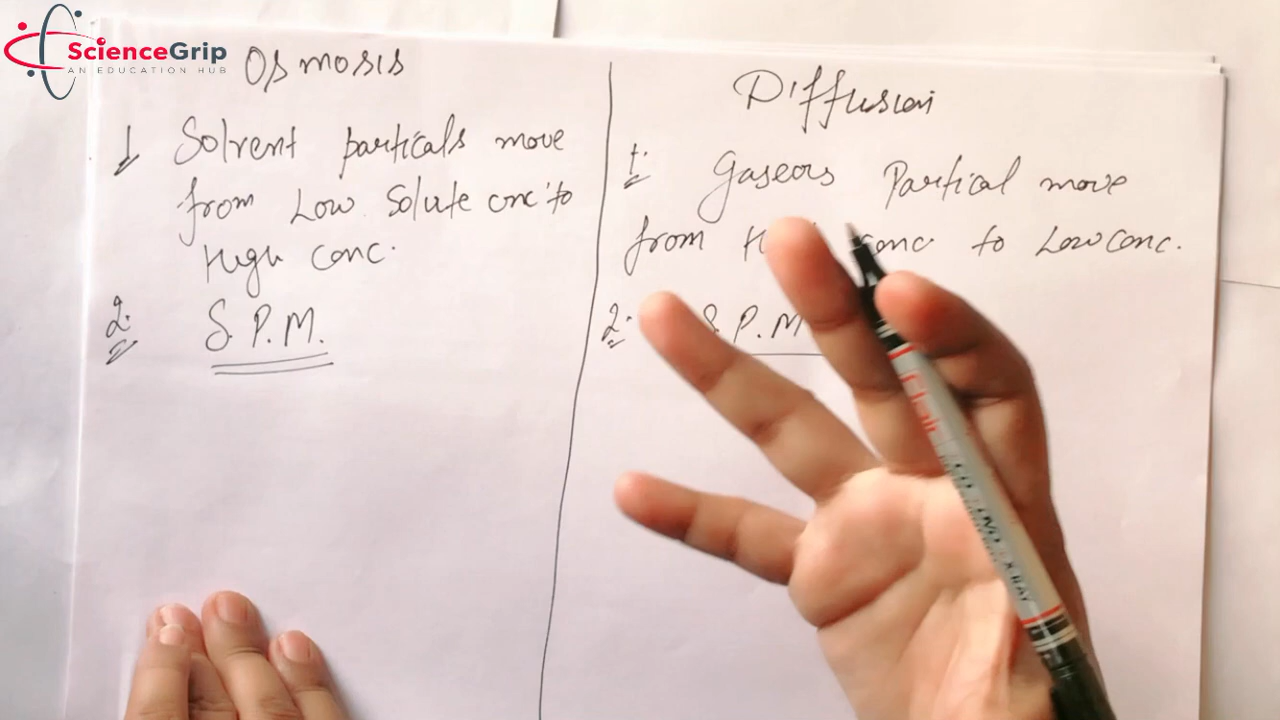 ScienceGrip
AN EDUCATION HUB
Osmosis
1 Solvent particals move
from Low Solute conc to
High conc.
2. S.P.M.
Diffusion
1. Gaseous Partical move
from conc to Low conc.
2. S.P.M